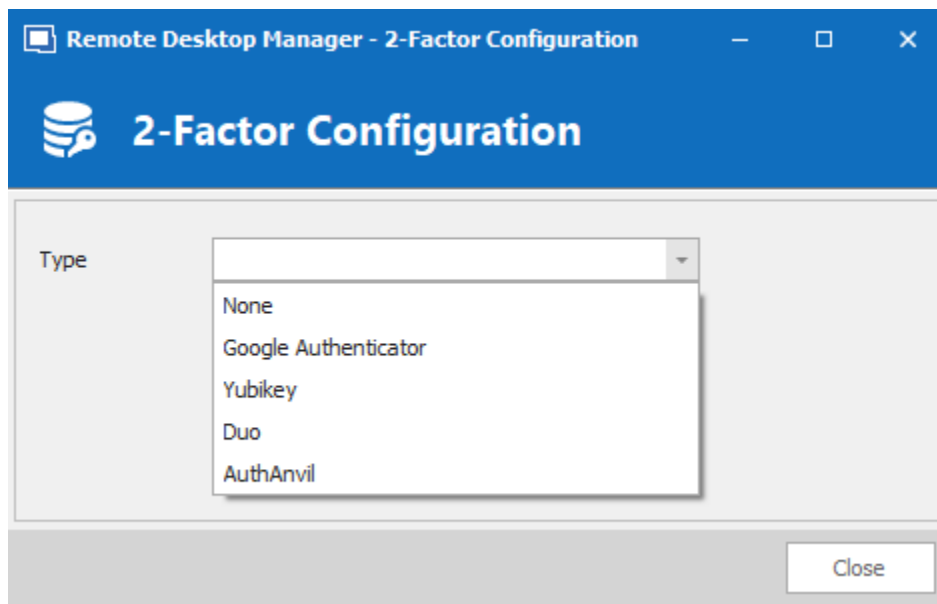 Remote Desktop Manager - 2-Factor Configuration
2-Factor Configuration
Type
None
Google Authenticator
Yubikey
Duo
AuthAnvil
Close